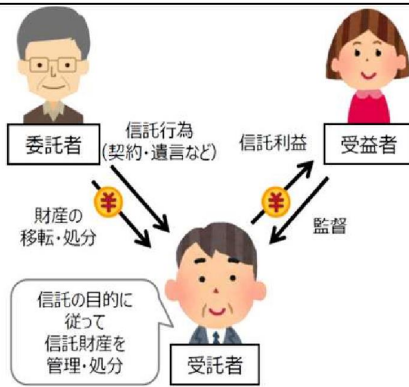 委託者
信託行為
(契約・遺言など)
信託利益
受益者
¥
財産の
移転・処分
¥
監督
信託の目的に
従って
信託財産を
管理・処分
受託者